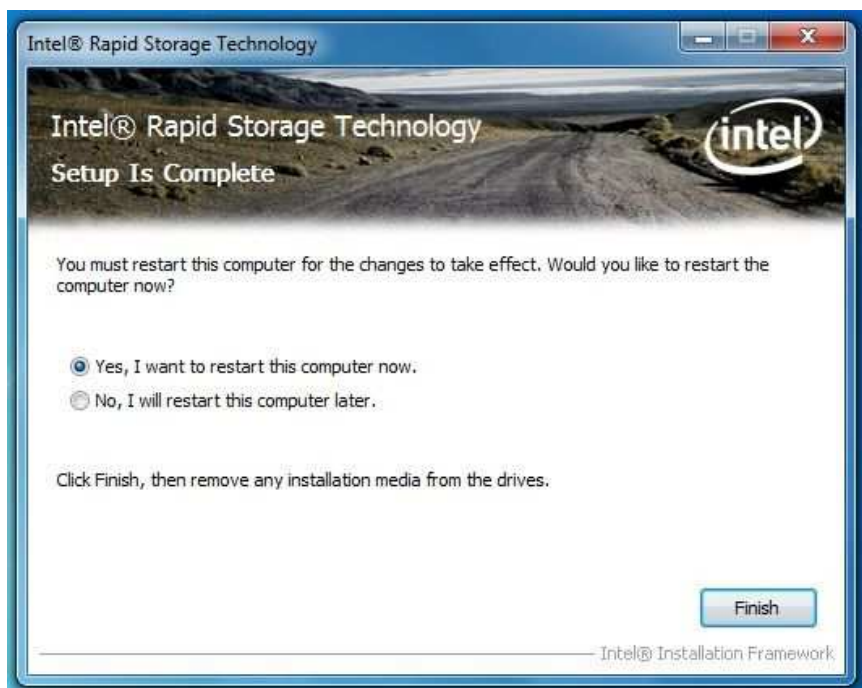 Intel® Rapid Storage Technology
Intel® Rapid Storage Technology
Setup Is Complete
intel
You must restart this computer for the changes to take effect. Would you like to restart the
computer now?
Yes, I want to restart this computer now.
No, I will restart this computer later.
Click Finish, then remove any installation media from the drives.
Finish
Intel® Installation Framework